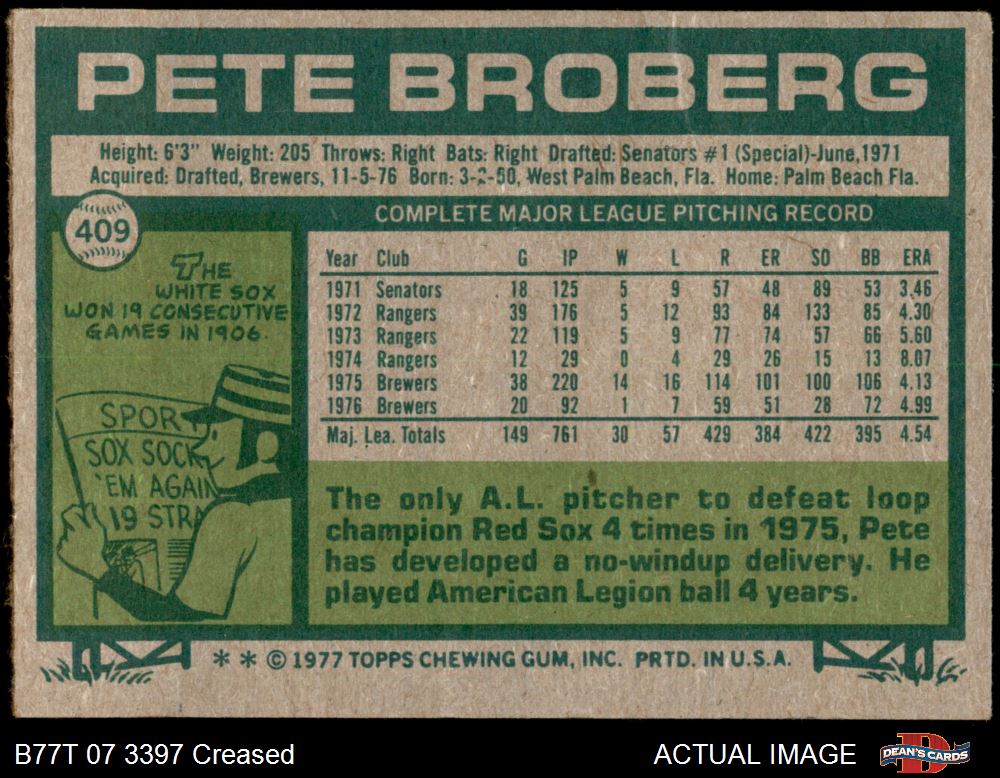 PETE BROBERG
Height: 6'3" Weight: 205 Throws: Right Bats: Right Drafted: Senators #1 (Special)-June,1971
Acquired: Drafted, Brewers, 11-5-76 Born: 3-2-50, West Palm Beach, Fla. Home: Palm Beach Fla.
409
THE
WHITE SOX
WON 19 CONSECUTIVE
GAMES IN 1906.
SPOR
SOX SOCK
'EM AGAIN
19 STRA
COMPLETE MAJOR LEAGUE PITCHING RECORD
Year Club G IP W L R ER SO BB ERA
1971 Senators 18 125 5 9 57 48 89 53 3.46
1972 Rangers 39 176 5 12 93 84 133 85 4.30
1973 Rangers 22 119 5 9 77 74 57 66 5.60
1974 Rangers 12 29 0 4 29 26 15 13 8.07
1975 Brewers 38 220 14 16 114 101 100 106 4.13
1976 Brewers 20 92 1 7 59 51 28 72 4.99
Maj. Lea. Totals 149 761 30 57 429 384 422 395 4.54
The only A.L. pitcher to defeat loop
champion Red Sox 4 times in 1975, Pete
has developed a no-windup delivery. He
played American Legion ball 4 years.
* * © 1977 TOPPS CHEWING GUM, INC. PRTD. IN U.S.A.
B77T 07 3397 Creased
ACTUAL IMAGE
DEAN'S CARDS